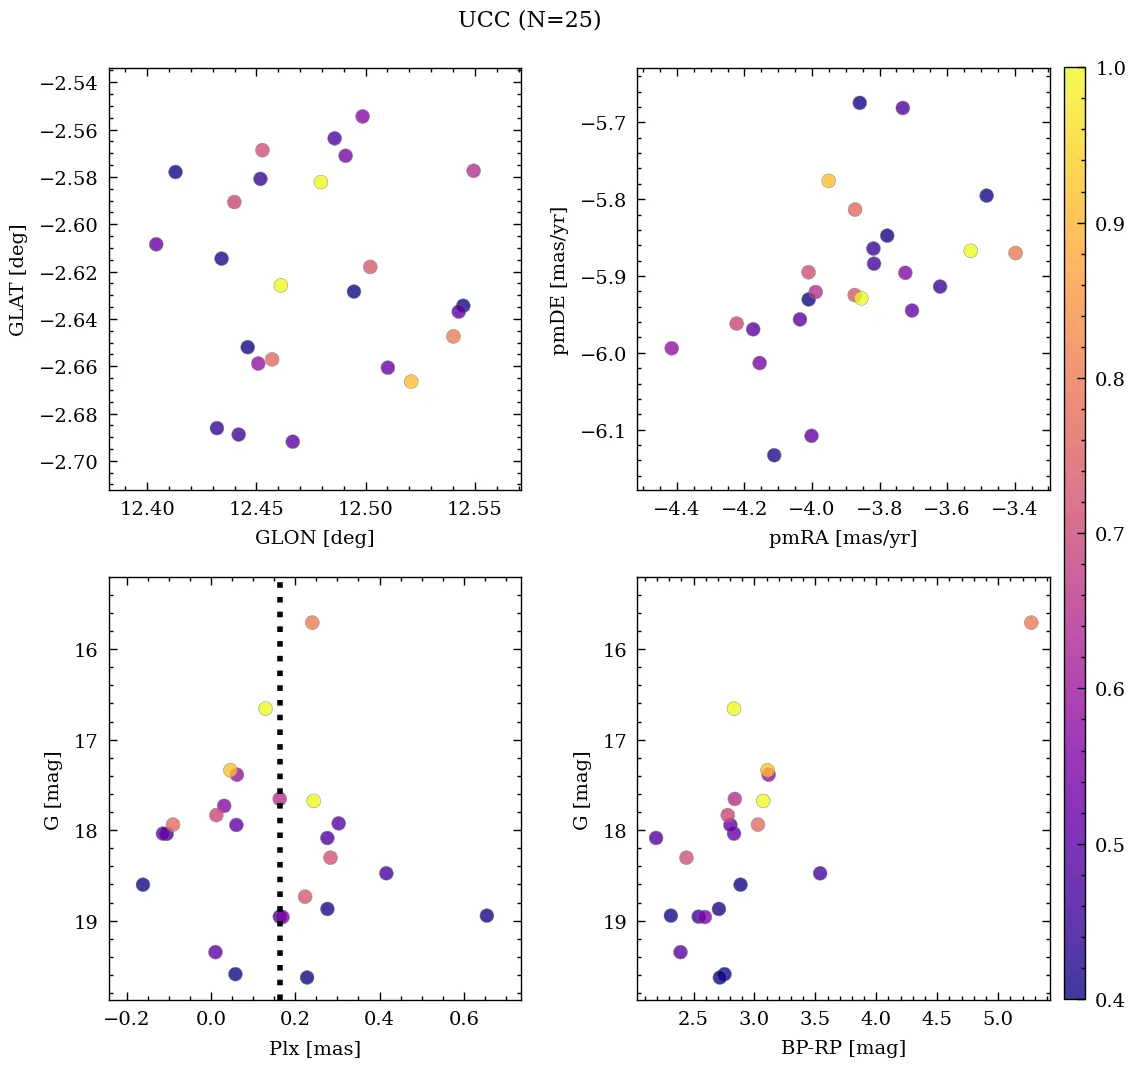 UCC (N=25)
−2.54
−2.56
−2.58
−2.60
−2.62
−2.64
−2.66
−2.68
−2.70
GLAT [deg]
12.40 12.45 12.50 12.55
GLON [deg]
−5.7
−5.8
−5.9
−6.0
−6.1
pmDE [mas/yr]
−4.4 −4.2 −4.0 −3.8 −3.6 −3.4
pmRA [mas/yr]
1.0
0.9
0.8
0.7
0.6
0.5
0.4
16
17
18
19
G [mag]
−0.2 0.0 0.2 0.4 0.6
Plx [mas]
16
17
18
19
G [mag]
2.5 3.0 3.5 4.0 4.5 5.0
BP-RP [mag]